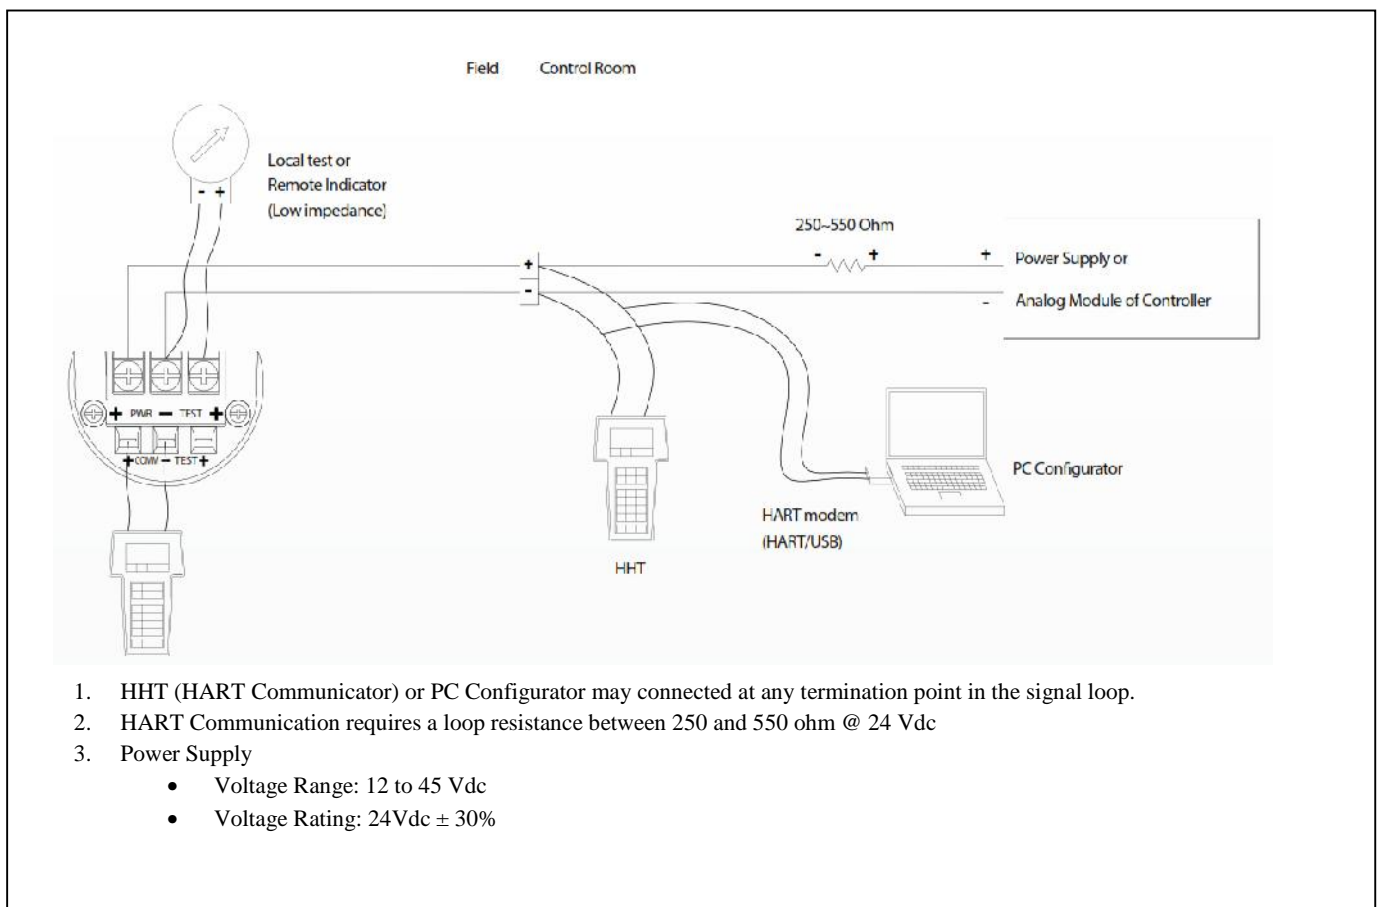 Field Control Room
Local test or
Remote Indicator
(Low impedance)
- +
250~550 Ohm
- +
+ Power Supply or
- Analog Module of Controller
+
-
+ PWR - TEST +
+ COMM - TEST +
PC Configurator
HART modem
(HART/USB)
HHT
1. HHT (HART Communicator) or PC Configurator may connected at any termination point in the signal loop.
2. HART Communication requires a loop resistance between 250 and 550 ohm @ 24 Vdc
3. Power Supply
• Voltage Range: 12 to 45 Vdc
• Voltage Rating: 24Vdc ± 30%